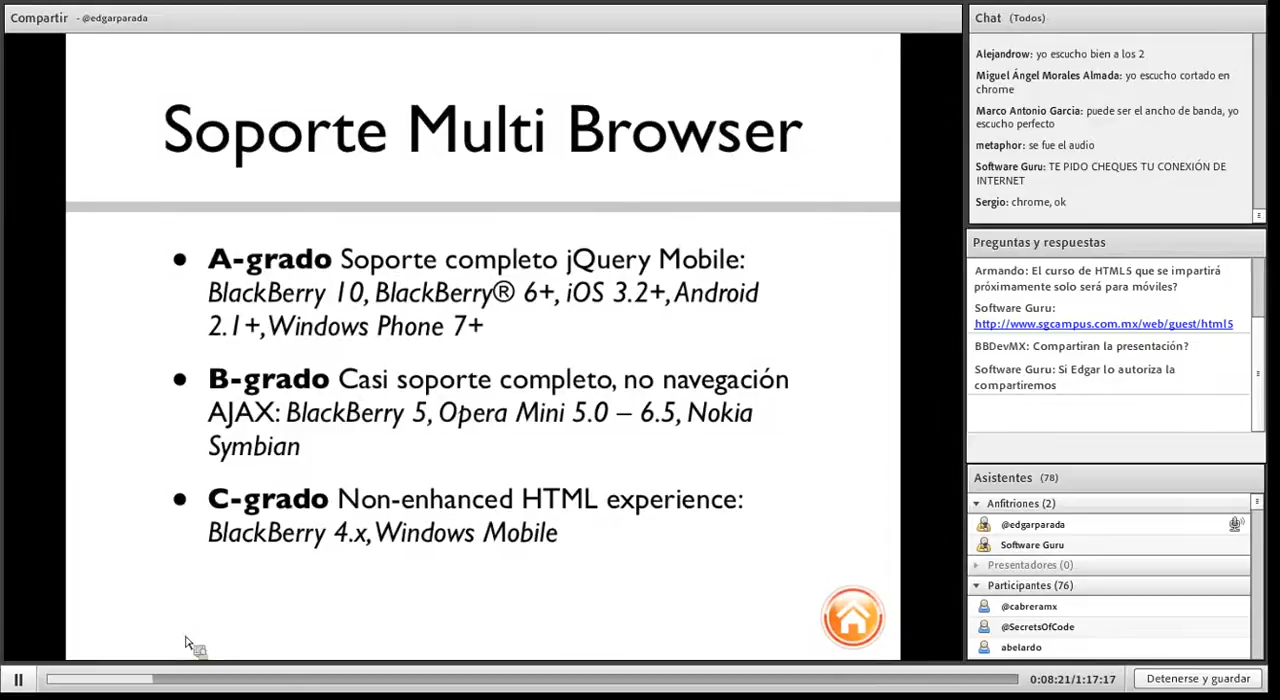 Compartir - @edgarparada
Soporte Multi Browser
• A-grado Soporte completo jQuery Mobile:
BlackBerry 10, BlackBerry® 6+, iOS 3.2+, Android
2.1+, Windows Phone 7+
• B-grado Casi soporte completo, no navegación
AJAX: BlackBerry 5, Opera Mini 5.0 – 6.5, Nokia
Symbian
• C-grado Non-enhanced HTML experience:
BlackBerry 4.x, Windows Mobile
Chat (Todos)
Alejandrow: yo escucho bien a los 2
Miguel Ángel Morales Almada: yo escucho cortado en
chrome
Marco Antonio Garcia: puede ser el ancho de banda, yo
escucho perfecto
metaphor: se fue el audio
Software Guru: TE PIDO CHEQUES TU CONEXIÓN DE
INTERNET
Sergio: chrome, ok
Preguntas y respuestas
Armando: El curso de HTML5 que se impartirá
próximamente solo será para móviles?
Software Guru:
http://www.sgcampus.com.mx/web/guest/html5
BBDevMX: Compartiran la presentación?
Software Guru: Si Edgar lo autoriza la
compartiremos
Asistentes (78)
Anfitriones (2)
@edgarparada
Software Guru
Presentadores (0)
Participantes (76)
@cabreramx
@SecretsOfCode
abelardo
0:08:21/1:17:17
Detenerse y guardar